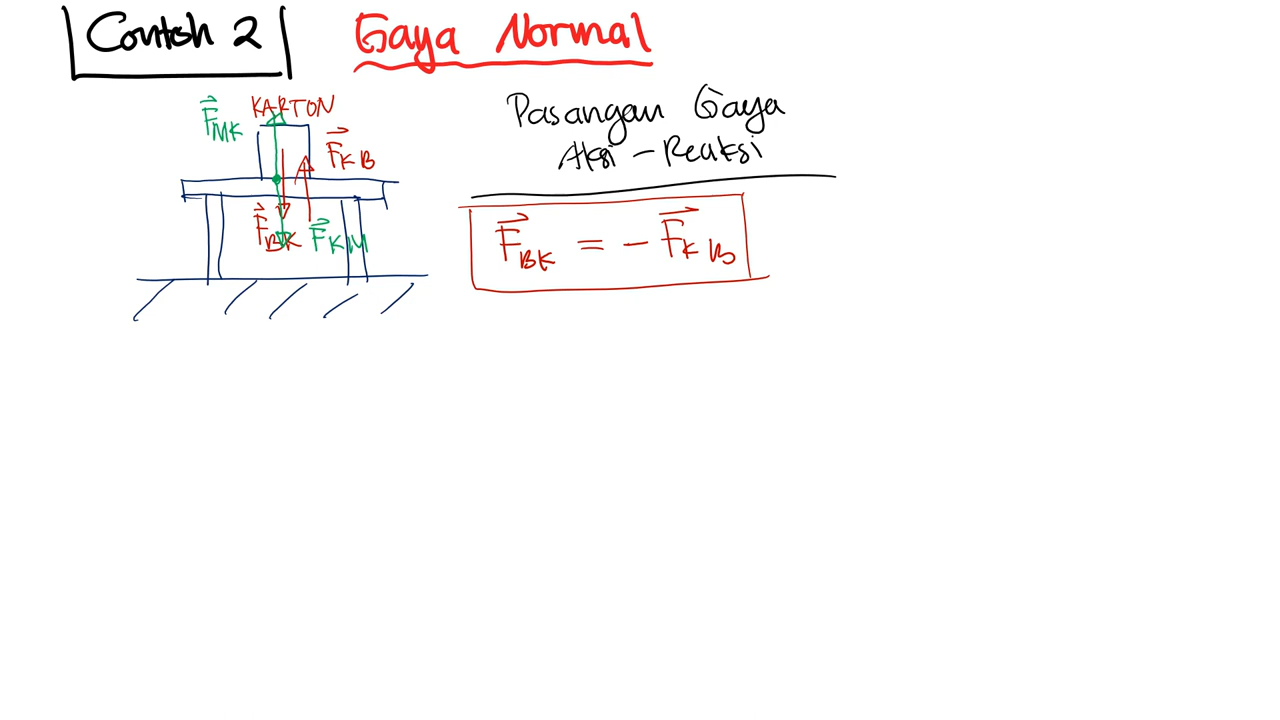 Contoh 2
Gaya Normal
KARTON
F⃗MK
F⃗KB
F⃗BK
F⃗KM
Pasangan Gaya
Aksi - Reaksi
F⃗BK = - F⃗KB